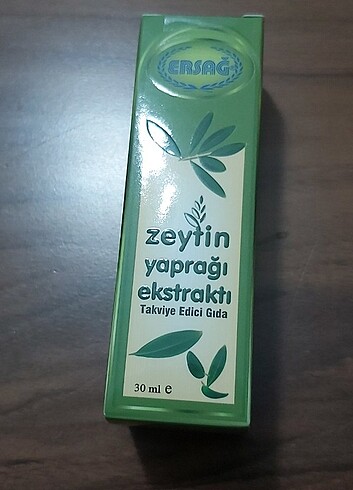 ERSAĞ
zeytin
yaprağı
ekstraktı
Takviye Edici Gıda
30 ml e